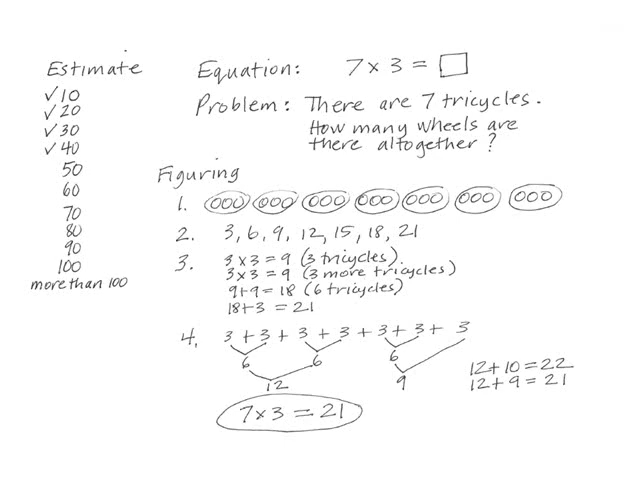 Estimate
✓10
✓20
✓30
✓40
50
60
70
80
90
100
more than 100
Equation: 7 x 3 = □
Problem: There are 7 tricycles.
How many wheels are
there altogether?
Figuring
1. 000 000 000 000 000 000 000
2. 3, 6, 9, 12, 15, 18, 21
3. 3 x 3 = 9 (3 tricycles)
3 x 3 = 9 (3 more tricycles)
9 + 9 = 18 (6 tricycles)
18 + 3 = 21
4. 3 + 3 + 3 + 3 + 3 + 3 + 3
6 6 6
12 9
12 + 10 = 22
12 + 9 = 21
7 x 3 = 21